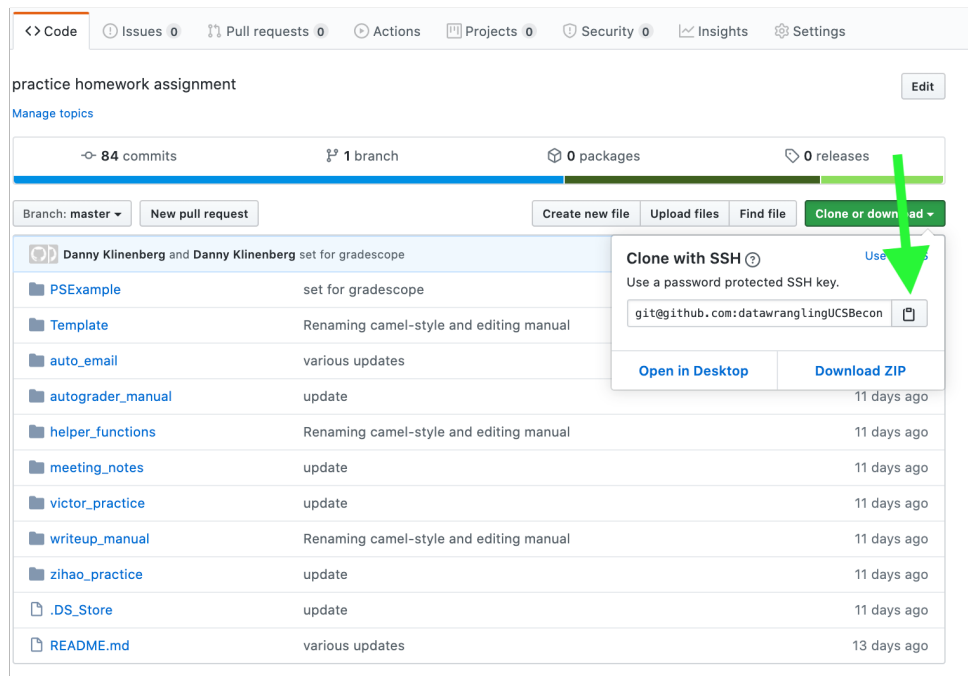 Code Issues 0 Pull requests 0 Actions Projects 0 Security 0 Insights Settings
practice homework assignment Edit
Manage topics
84 commits 1 branch 0 packages 0 releases
Branch: master New pull request Create new file Upload files Find file Clone or download
Danny Klinenberg and Danny Klinenberg set for gradescope
Clone with SSH Use
Use a password protected SSH key.
git@github.com:datawranglingUCSBecon
Open in Desktop Download ZIP
PSExample set for gradescope
Template Renaming camel-style and editing manual
auto_email various updates
autograder_manual update 11 days ago
helper_functions Renaming camel-style and editing manual 11 days ago
meeting_notes update 11 days ago
victor_practice update 11 days ago
writeup_manual Renaming camel-style and editing manual 11 days ago
zihao_practice update 11 days ago
.DS_Store update 11 days ago
README.md various updates 13 days ago